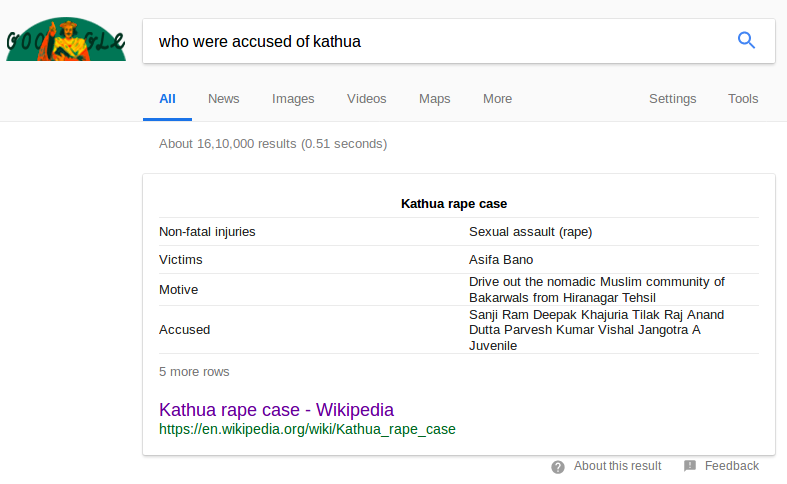 GOO GLE
who were accused of kathua
All News Images Videos Maps More Settings Tools
About 16,10,000 results (0.51 seconds)
Kathua rape case
Non-fatal injuries Sexual assault (rape)
Victims Asifa Bano
Motive Drive out the nomadic Muslim community of
Bakarwals from Hiranagar Tehsil
Accused Sanji Ram Deepak Khajuria Tilak Raj Anand
Dutta Parvesh Kumar Vishal Jangotra A
Juvenile
5 more rows
Kathua rape case - Wikipedia
https://en.wikipedia.org/wiki/Kathua_rape_case
About this result Feedback